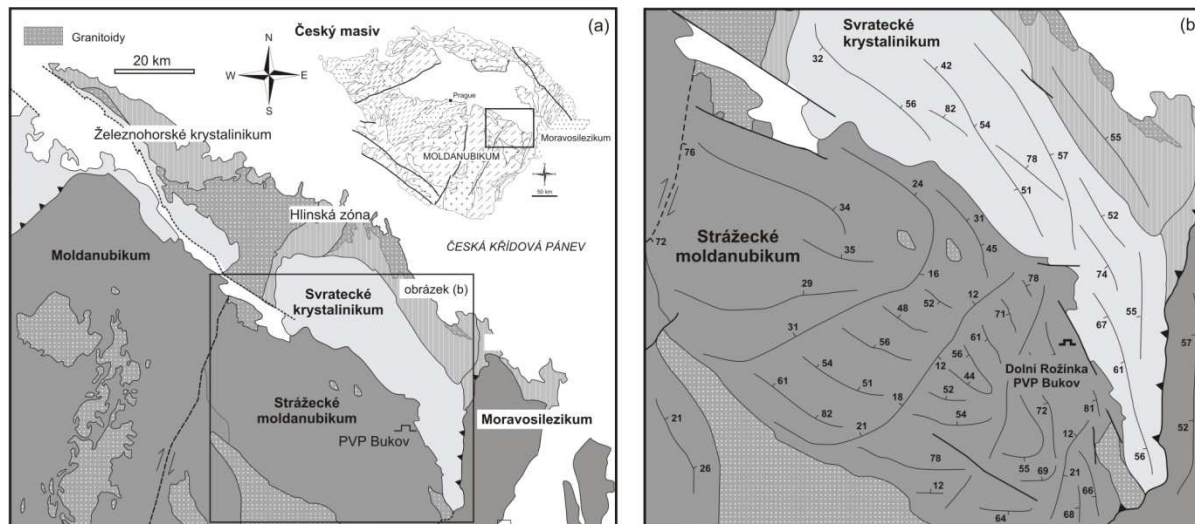 Granitoidy
20 km
N
W
E
S
Český masiv
(a)
Prague
MOLDANUBIKUM
Moravosilezikum
50 km
Železnohorské krystalinikum
Hlinská zóna
ČESKÁ KŘÍDOVÁ PÁNEV
Moldanubikum
obrázek (b)
Svratecké
krystalinikum
Strážecké
moldanubikum
PVP Bukov
Moravosilezikum
Svratecké
krystalinikum
(b)
32
42
56
82
54
55
57
78
76
24
51
34
31
52
Strážecké
moldanubikum
72
35
45
16
74
78
29
12
48
52
71
55
67
31
56
61
57
54
56
12
44
Dolní Rožínka
PVP Bukov
61
61
51
52
18
72
81
82
54
21
12
21
78
55
69
21
56
52
26
12
66
64
68